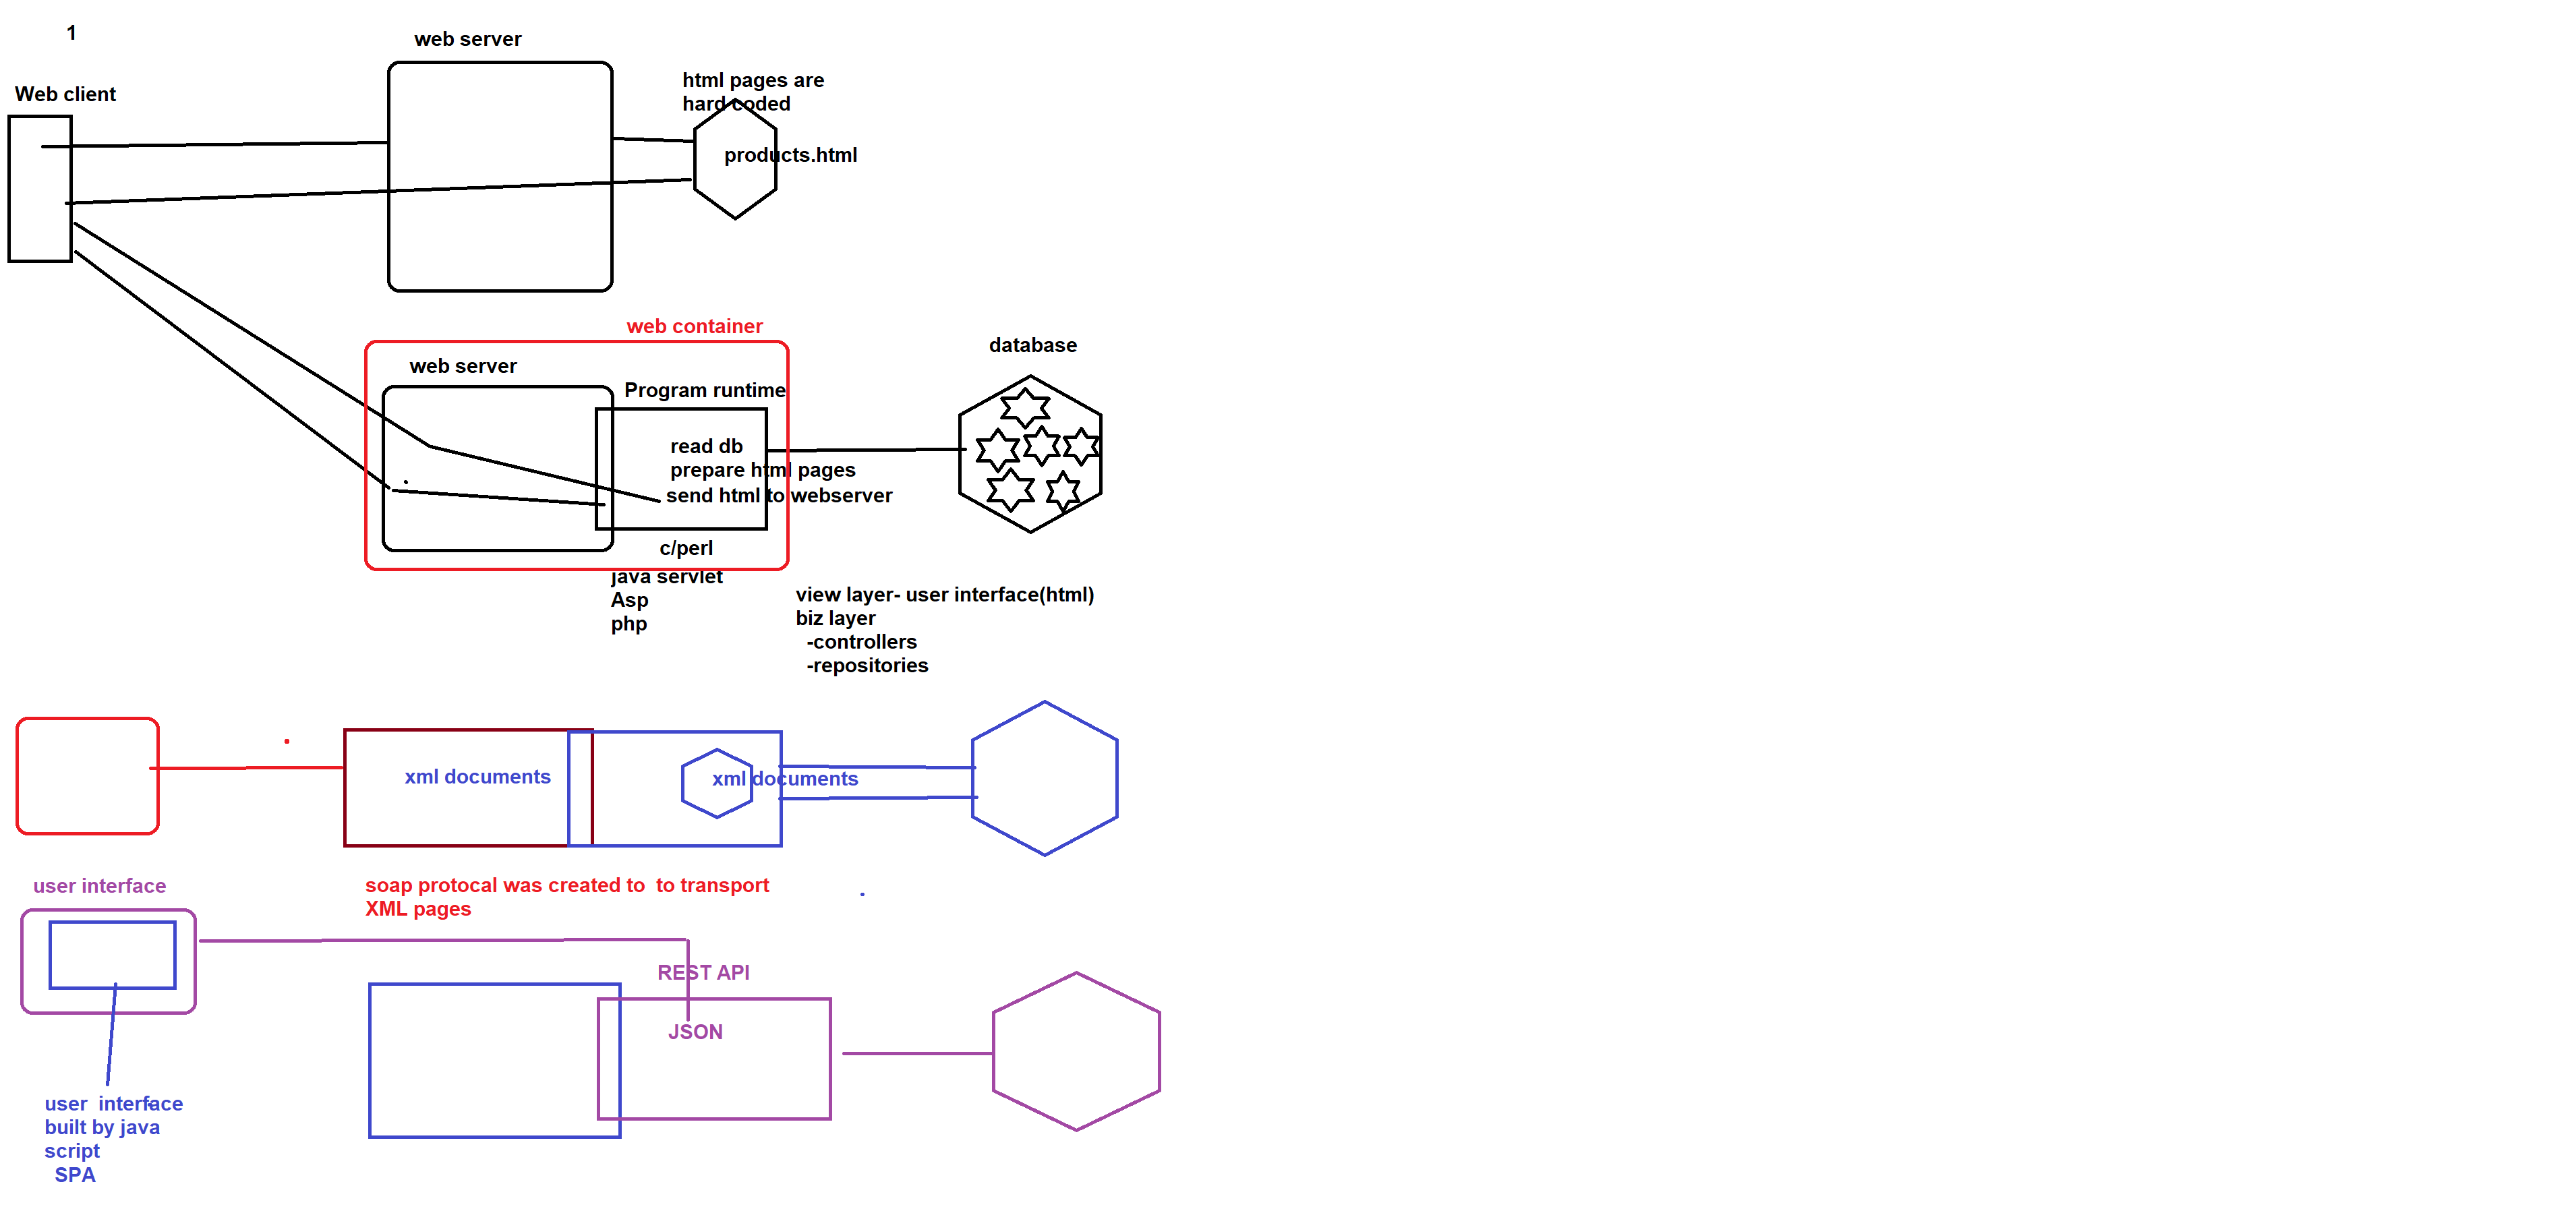 1
web server
Web client
html pages are
hard coded
products.html
web container
database
web server
Program runtime
read db
prepare html pages
send html to webserver
c/perl
java servlet
Asp
php
view layer- user interface(html)
biz layer
-controllers
-repositories
xml documents
xml documents
soap protocal was created to  to transport
XML pages
user interface
REST API
JSON
user  interface
built by java
script
SPA